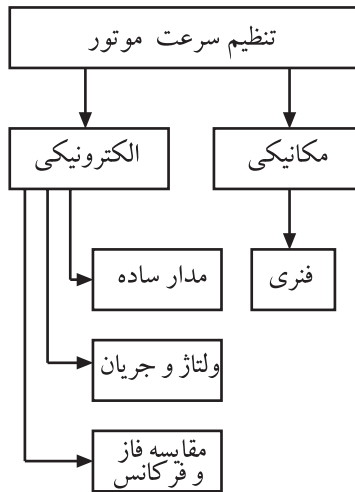 تنظیم سرعت موتور
مکانیکی
الکترونیکی
فنری
مدار ساده
ولتاژ و جریان
مقایسه فاز
و فرکانس